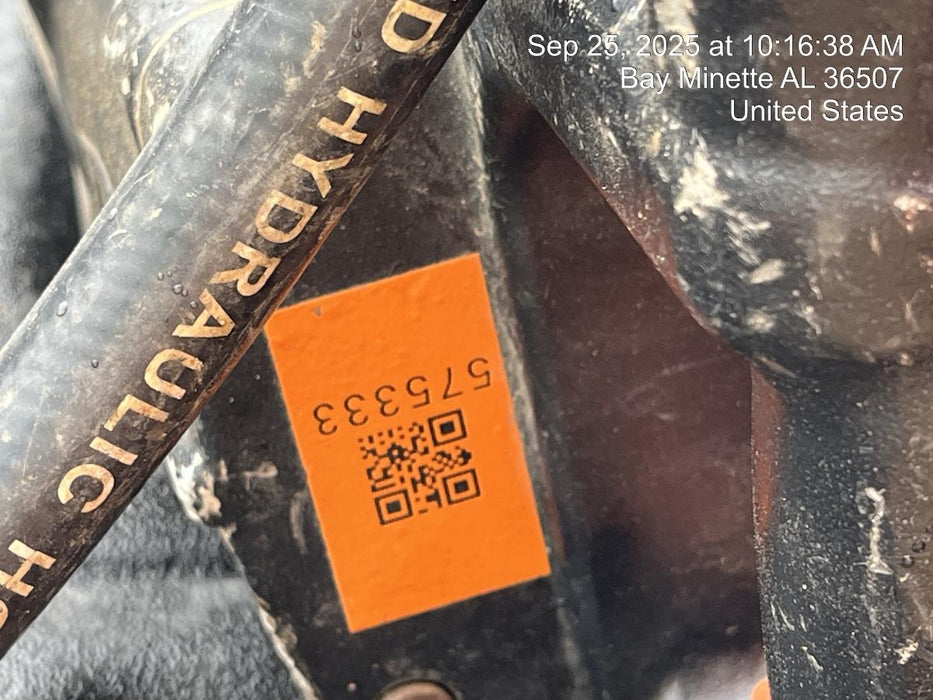 Sep 25, 2025 at 10:16:38 AM
Bay Minette AL 36507
United States
D HYDRAULIC H
575333